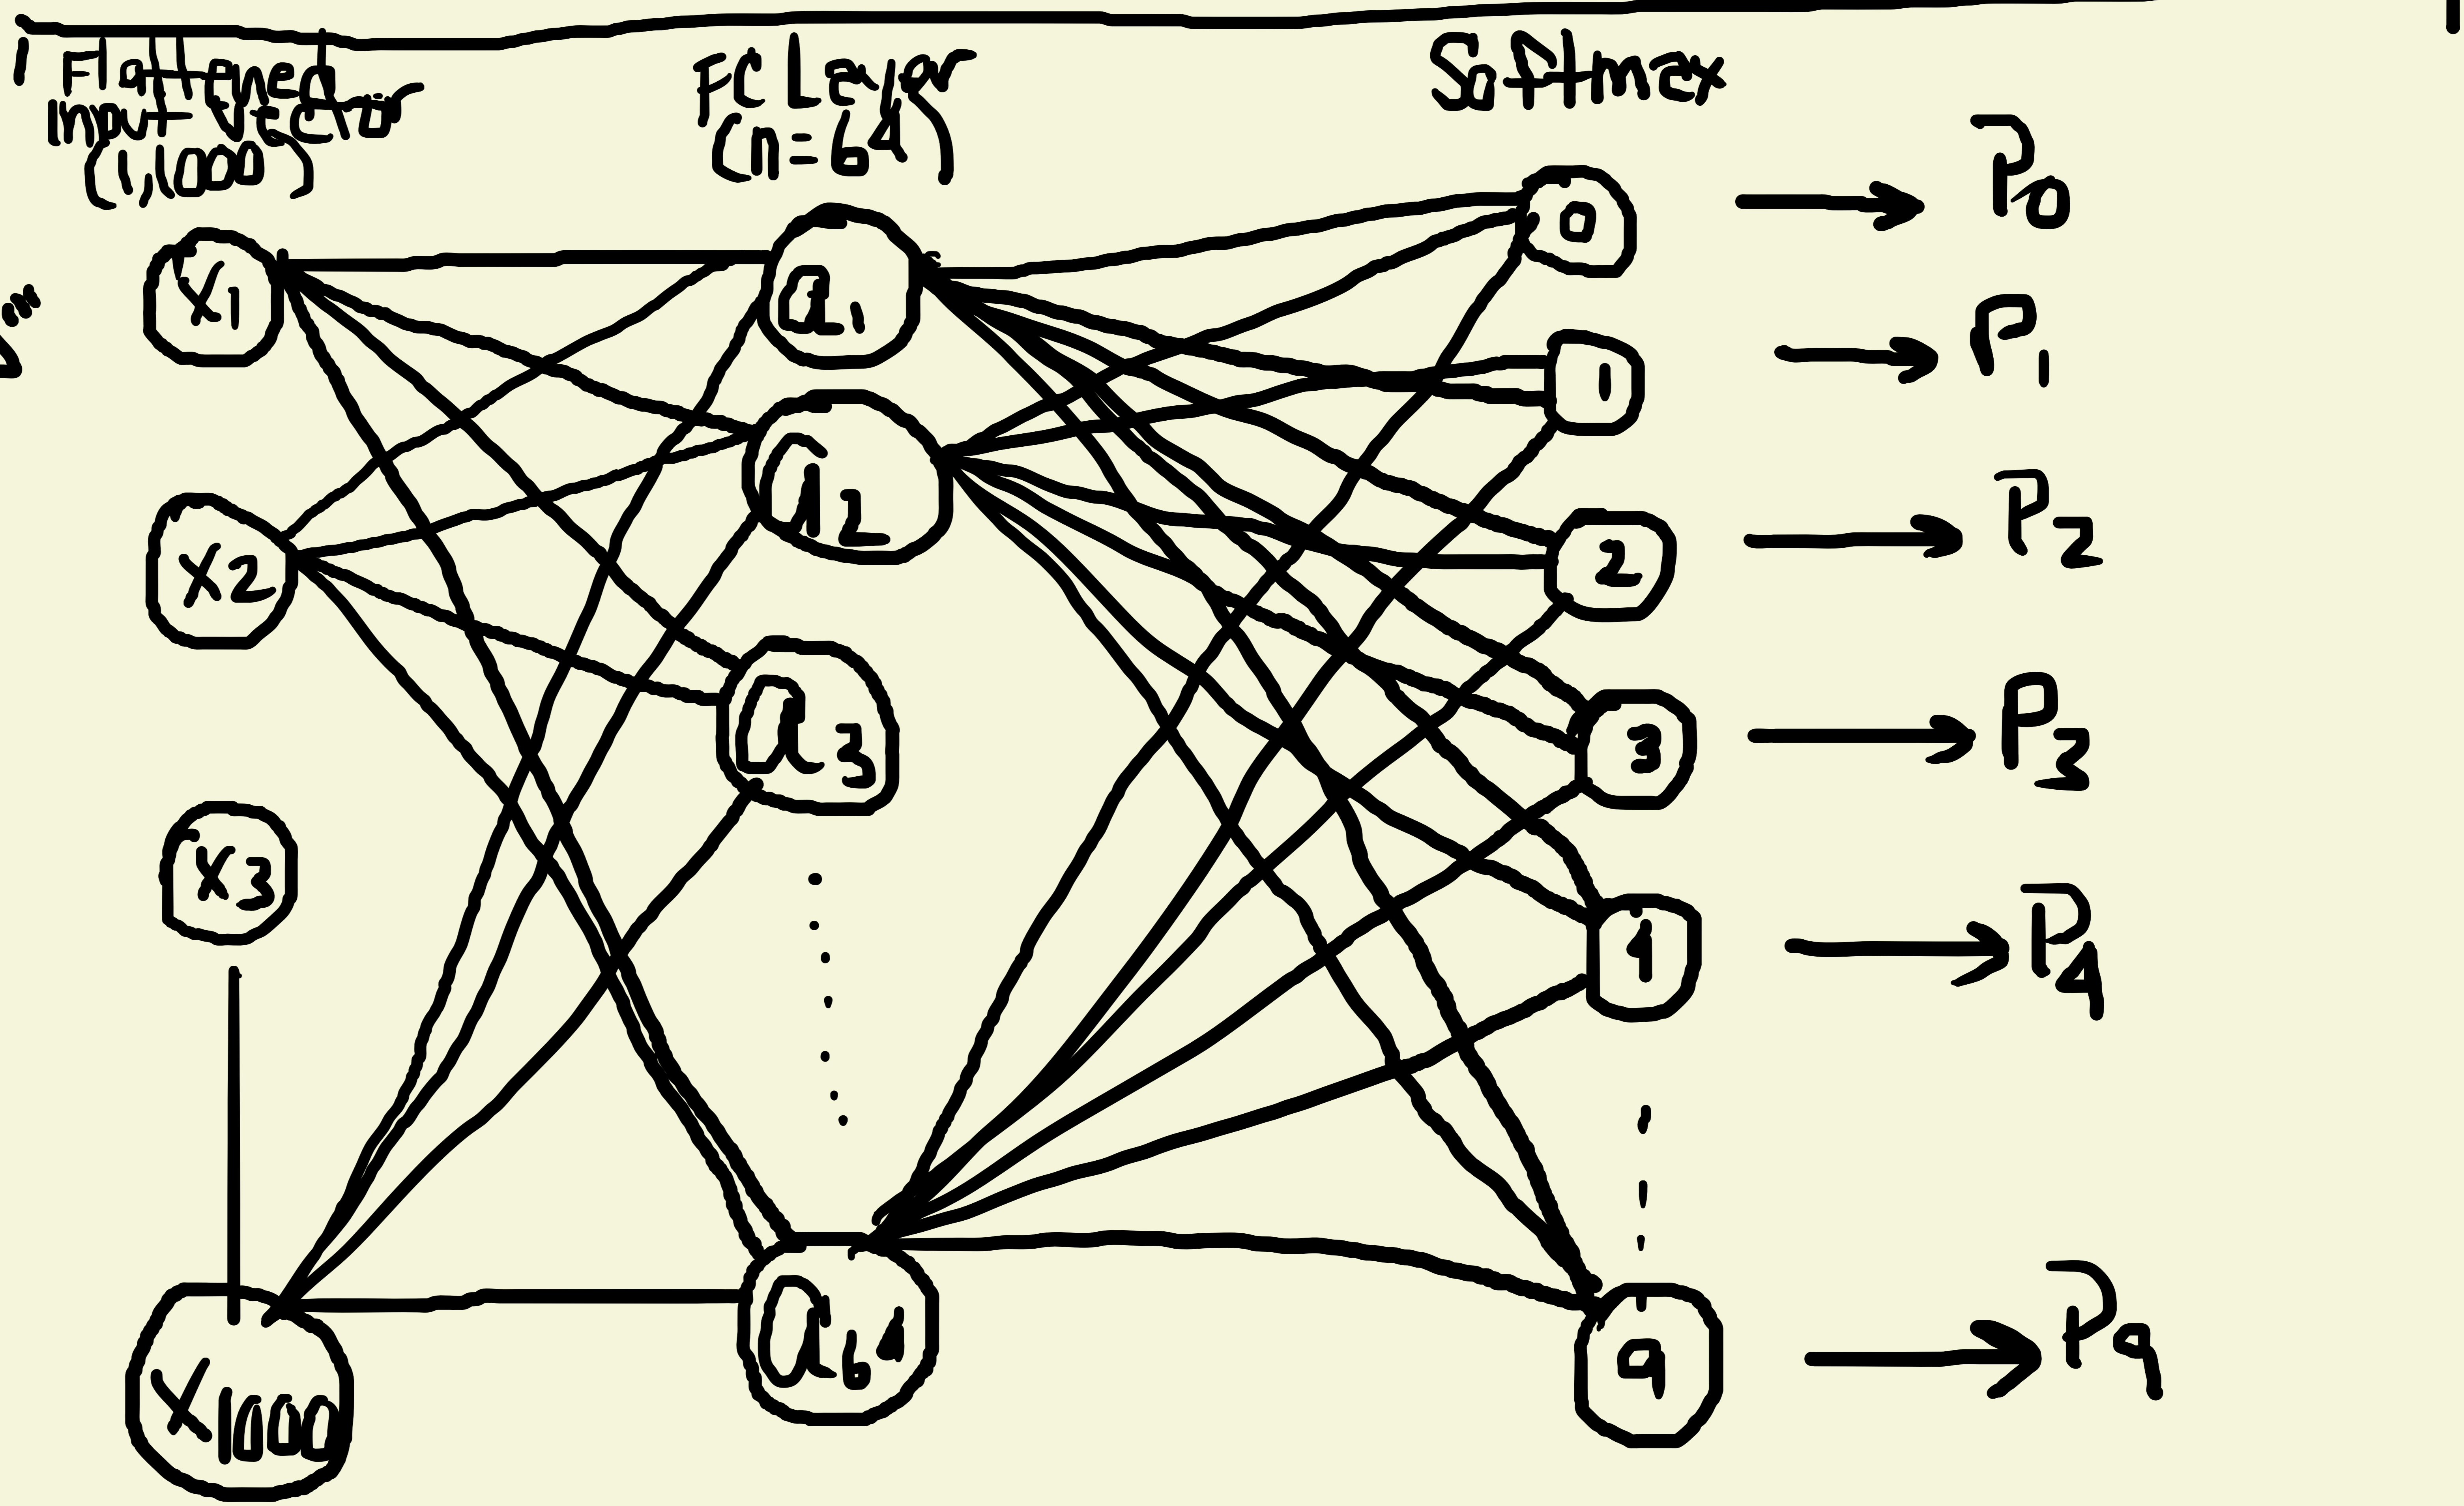 Flattened
input vector
(1,1000)
X1
X2
X3
X1000
FC Layer
(n=64)
a1
a2
a3
a64
Softmax
0
1
2
3
4
9
P0
P1
P2
P3
P4
P9